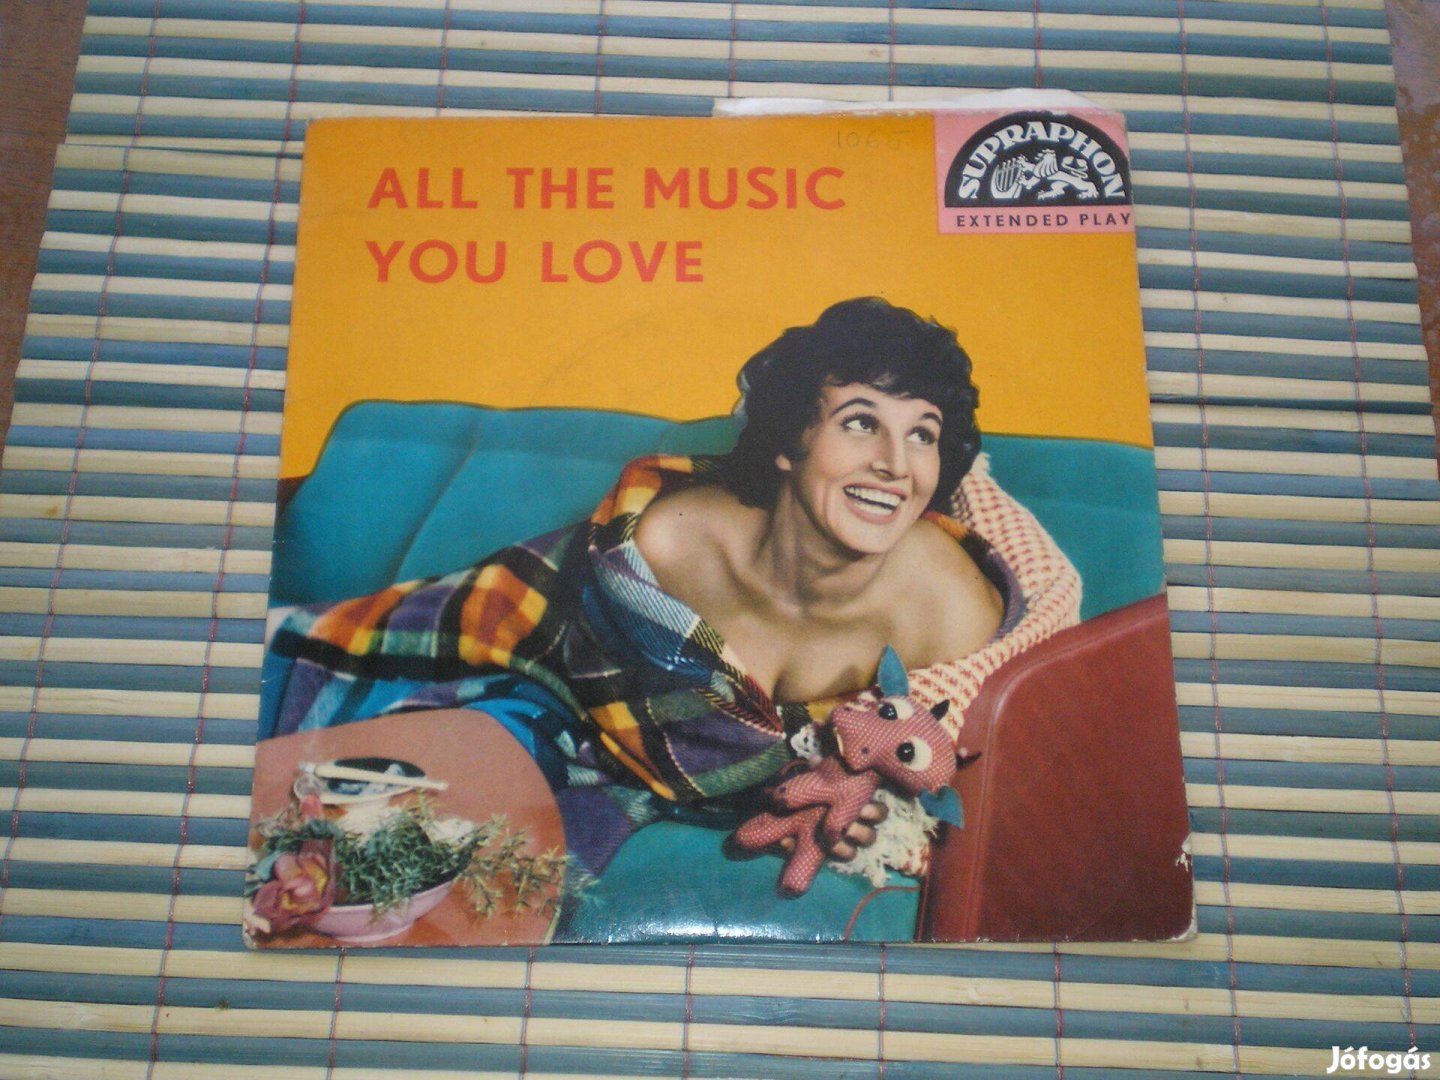 1065
ALL THE MUSIC
YOU LOVE
SUPRAPHON
EXTENDED PLAY
Jófogás